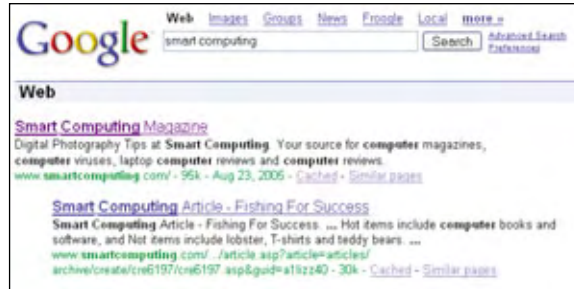 Google
Web Images Groups News Froogle Local more »
smart computing Search Advanced Search
Preferences
Web
Smart Computing Magazine
Digital Photography Tips at Smart Computing. Your source for computer magazines,
computer viruses, laptop computer reviews and computer reviews.
www.smartcomputing.com/ - 95k - Aug 23, 2005 - Cached - Similar pages
Smart Computing Article - Fishing For Success
Smart Computing Article - Fishing For Success. ... Hot items include computer books and
software, and Not items include lobster, T-shirts and teddy bears. ...
www.smartcomputing.com/.../article.asp?article=articles/
archive/create/cre6197/cre6197.asp&guid=a1lizz40 - 30k - Cached - Similar pages